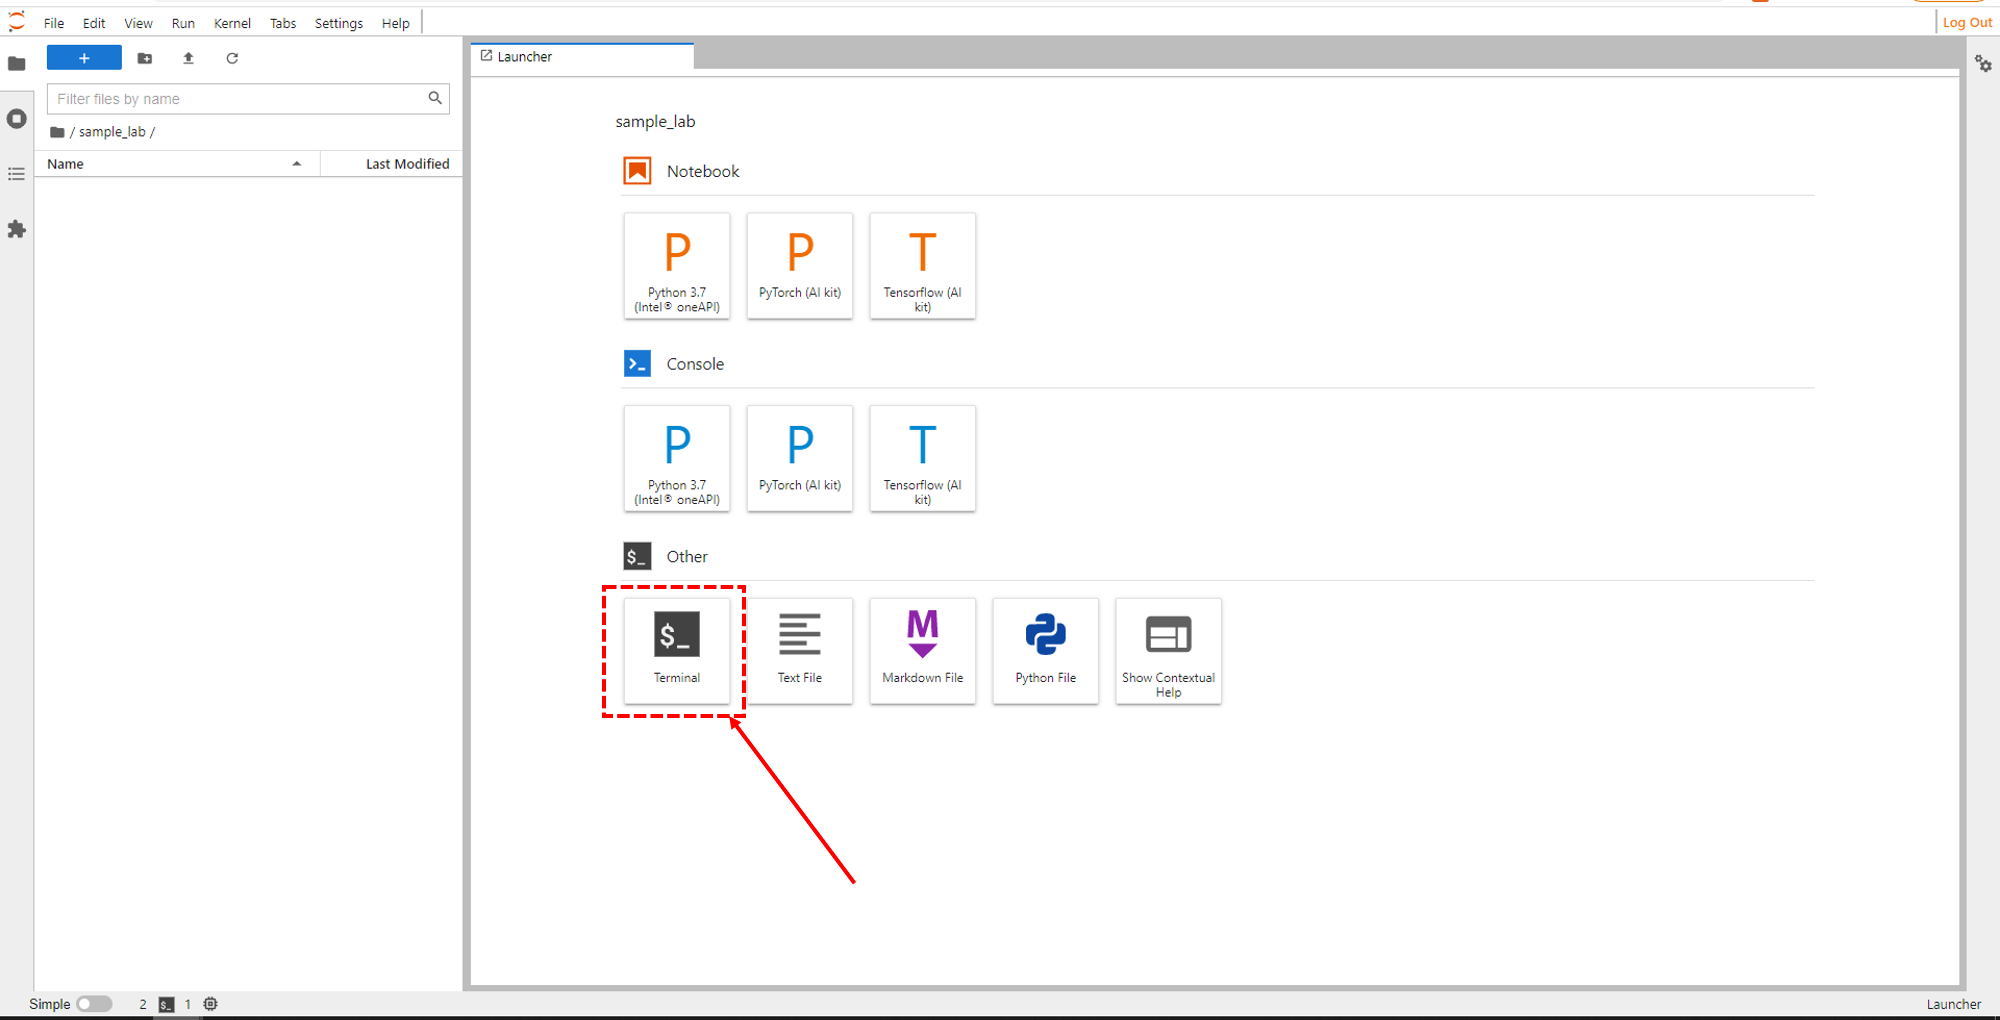 File Edit View Run Kernel Tabs Settings Help
Log Out
+
Filter files by name
/ sample_lab /
Name
Last Modified
Launcher
sample_lab
Notebook
P
Python 3.7
(Intel® oneAPI)
P
PyTorch (AI kit)
T
Tensorflow (AI
kit)
>_
Console
P
Python 3.7
(Intel® oneAPI)
P
PyTorch (AI kit)
T
Tensorflow (AI
kit)
$_
Other
$_
Terminal
Text File
M
Markdown File
Python File
Show Contextual
Help
Simple
2
$_
1
Launcher